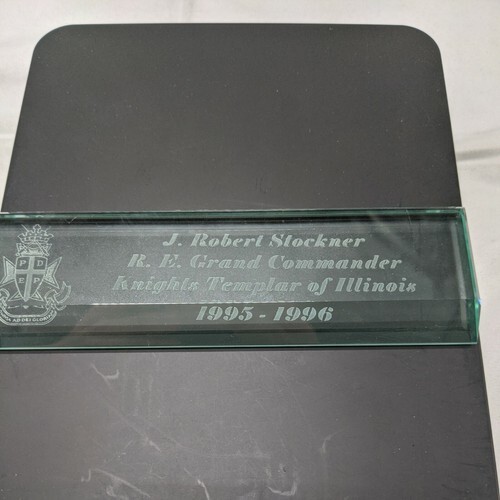 J. Robert Stockner
R. E. Grand Commander
Knights Templar of Illinois
1995 - 1996
P
E F
P